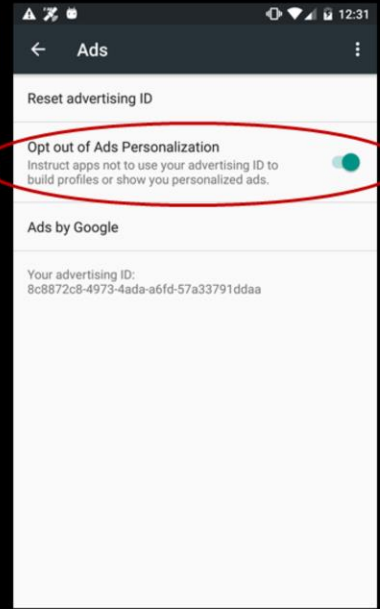 12:31
Ads
Reset advertising ID
Opt out of Ads Personalization
Instruct apps not to use your advertising ID to
build profiles or show you personalized ads.
Ads by Google
Your advertising ID:
8c8872c8-4973-4ada-a6fd-57a33791ddaa